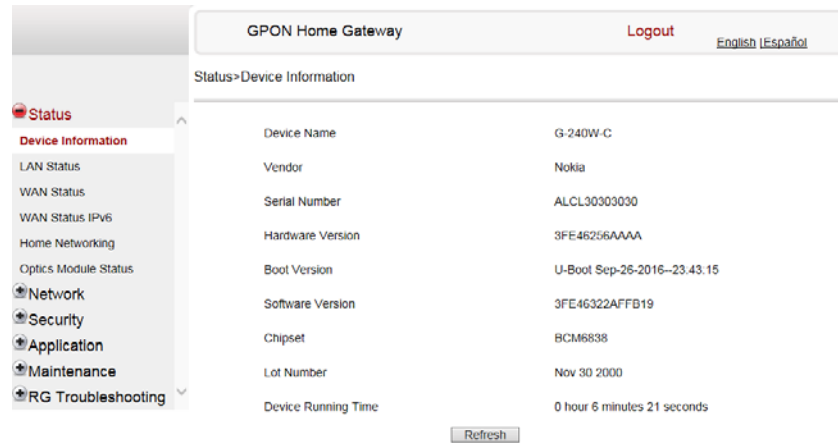 GPON Home Gateway
Logout
English |Español
Status>Device Information
Status
Device Information
LAN Status
WAN Status
WAN Status IPv6
Home Networking
Optics Module Status
Network
Security
Application
Maintenance
RG Troubleshooting
Device Name G-240W-C
Vendor Nokia
Serial Number ALCL30303030
Hardware Version 3FE46256AAAA
Boot Version U-Boot Sep-26-2016--23.43.15
Software Version 3FE46322AFFB19
Chipset BCM6838
Lot Number Nov 30 2000
Device Running Time 0 hour 6 minutes 21 seconds
Refresh